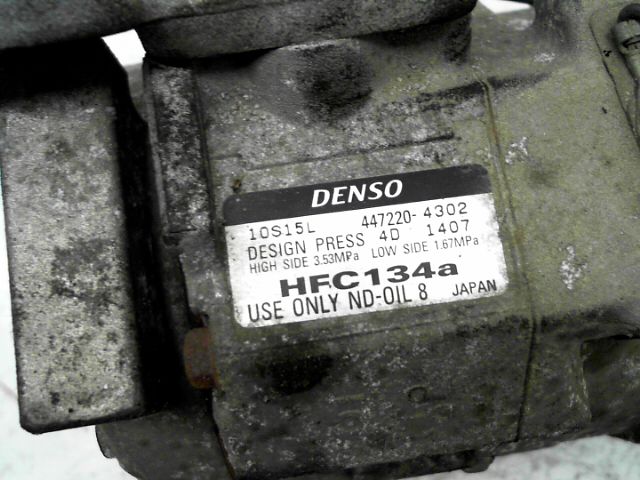 DENSO
10S15L 447220-4302
DESIGN PRESS 4D 1407
HIGH SIDE 3.53MPa LOW SIDE 1.67MPa
HFC134a
USE ONLY ND-OIL 8 JAPAN